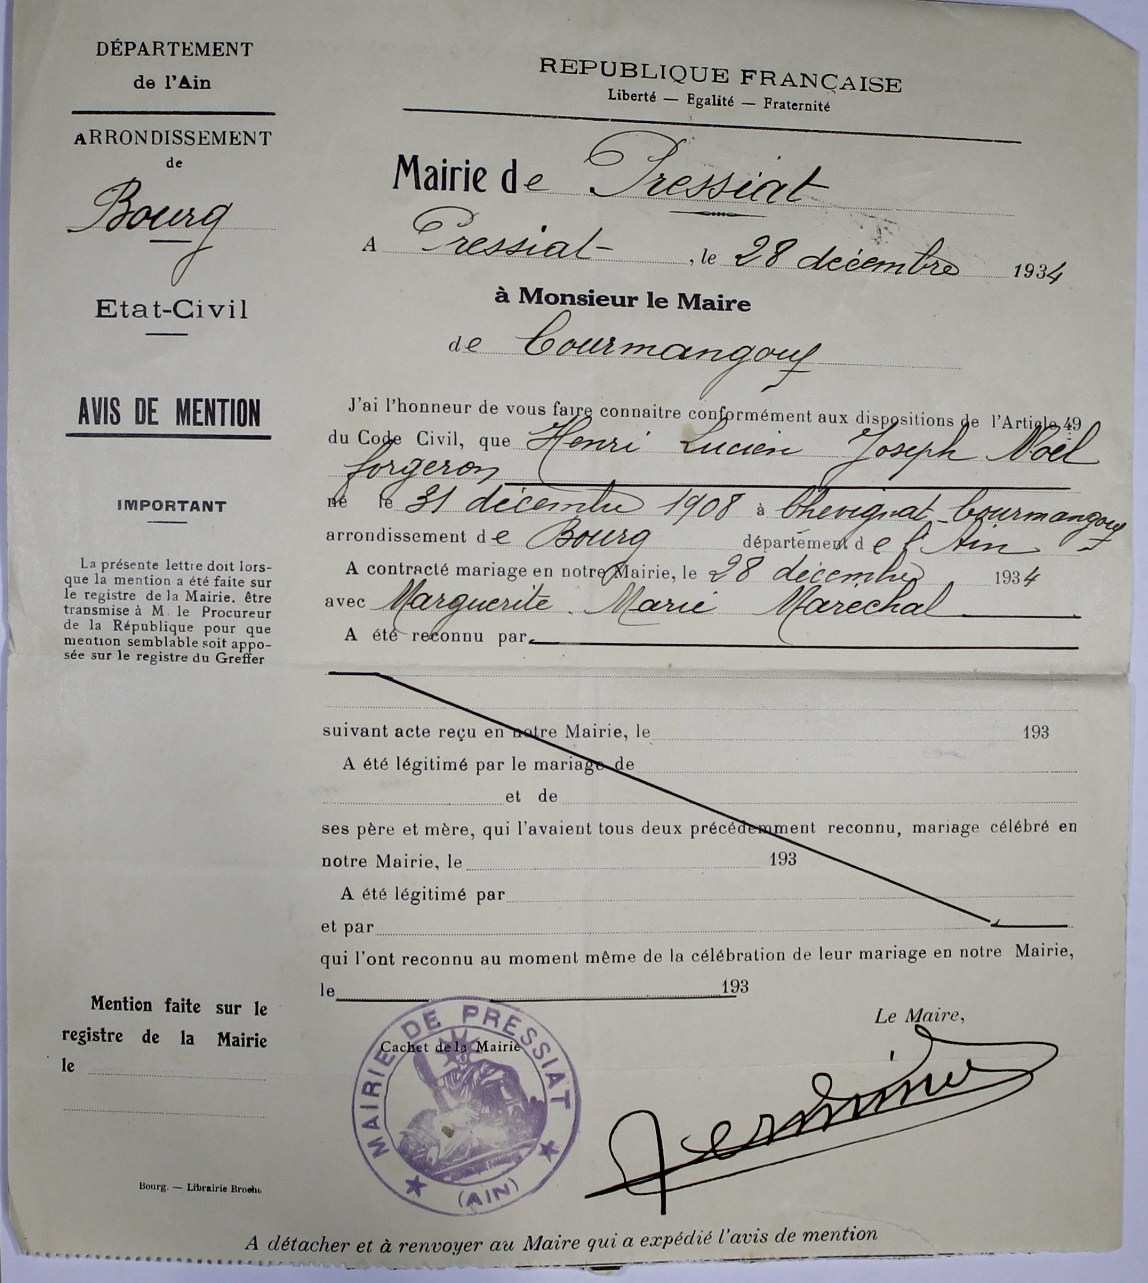 DÉPARTEMENT
de l'Ain
ARRONDISSEMENT
de
Bourg
Etat-Civil
AVIS DE MENTION
IMPORTANT
La présente lettre doit lors-
que la mention a été faite sur
le registre de la Mairie, être
transmise à M. le Procureur
de la République pour que
mention semblable soit appo-
sée sur le registre du Greffer
Mention faite sur le
registre de la Mairie
le
Bourg. — Librairie Broch
REPUBLIQUE FRANÇAISE
Liberté — Egalité — Fraternité
Mairie de Pressiat
A Pressiat, le 28 décembre 1934
à Monsieur le Maire
de Courmangoux
J'ai l'honneur de vous faire connaitre conformément aux dispositions de l'Article 49
du Code Civil, que Henri Lucien Joseph Noël
forgeron
né le 31 décembre 1908 à Chevignat-Courmangoux
arrondissement de Bourg département de l'Ain
A contracté mariage en notre Mairie, le 28 décembre 1934
avec Marguerite Marie Marechal
A été reconnu par
suivant acte reçu en notre Mairie, le 193
A été légitimé par le mariage de
et de
ses père et mère, qui l'avaient tous deux précédemment reconnu, mariage célébré en
notre Mairie, le 193
A été légitimé par
et par
qui l'ont reconnu au moment même de la célébration de leur mariage en notre Mairie,
le 193
Le Maire,
Cachet de la Mairie
MAIRIE DE PRESSIAT
(AIN)
A détacher et à renvoyer au Maire qui a expédié l'avis de mention